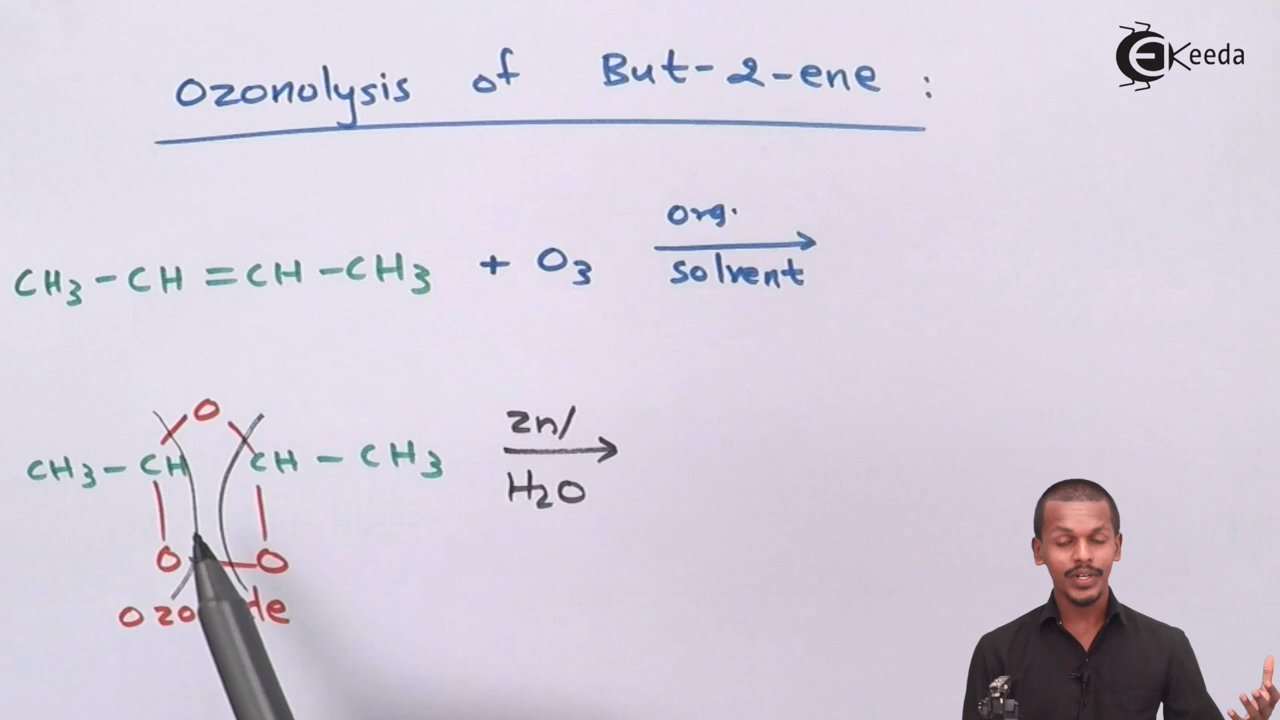 Ozonolysis of But-2-ene :
EKeeda
CH3-CH=CH-CH3 + O3
Org.
solvent
O
CH3-CH CH-CH3
Zn/
H2O
O-O